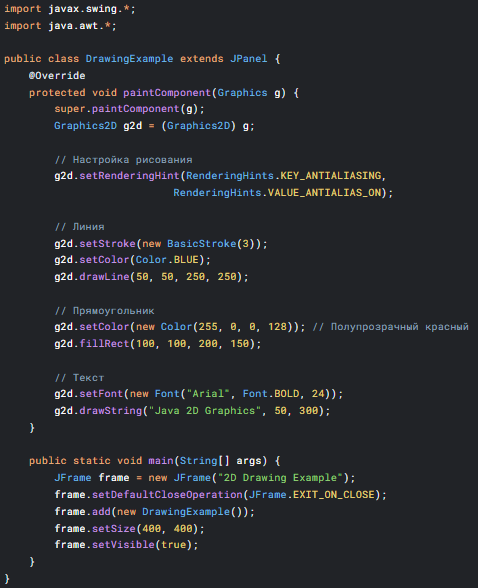 import javax.swing.*;
import java.awt.*;

public class DrawingExample extends JPanel {
    @Override
    protected void paintComponent(Graphics g) {
        super.paintComponent(g);
        Graphics2D g2d = (Graphics2D) g;

        // Настройка рисования
        g2d.setRenderingHint(RenderingHints.KEY_ANTIALIASING,
                           RenderingHints.VALUE_ANTIALIAS_ON);

        // Линия
        g2d.setStroke(new BasicStroke(3));
        g2d.setColor(Color.BLUE);
        g2d.drawLine(50, 50, 250, 250);

        // Прямоугольник
        g2d.setColor(new Color(255, 0, 0, 128)); // Полупрозрачный красный
        g2d.fillRect(100, 100, 200, 150);

        // Текст
        g2d.setFont(new Font("Arial", Font.BOLD, 24));
        g2d.drawString("Java 2D Graphics", 50, 300);
    }

    public static void main(String[] args) {
        JFrame frame = new JFrame("2D Drawing Example");
        frame.setDefaultCloseOperation(JFrame.EXIT_ON_CLOSE);
        frame.add(new DrawingExample());
        frame.setSize(400, 400);
        frame.setVisible(true);
    }
}